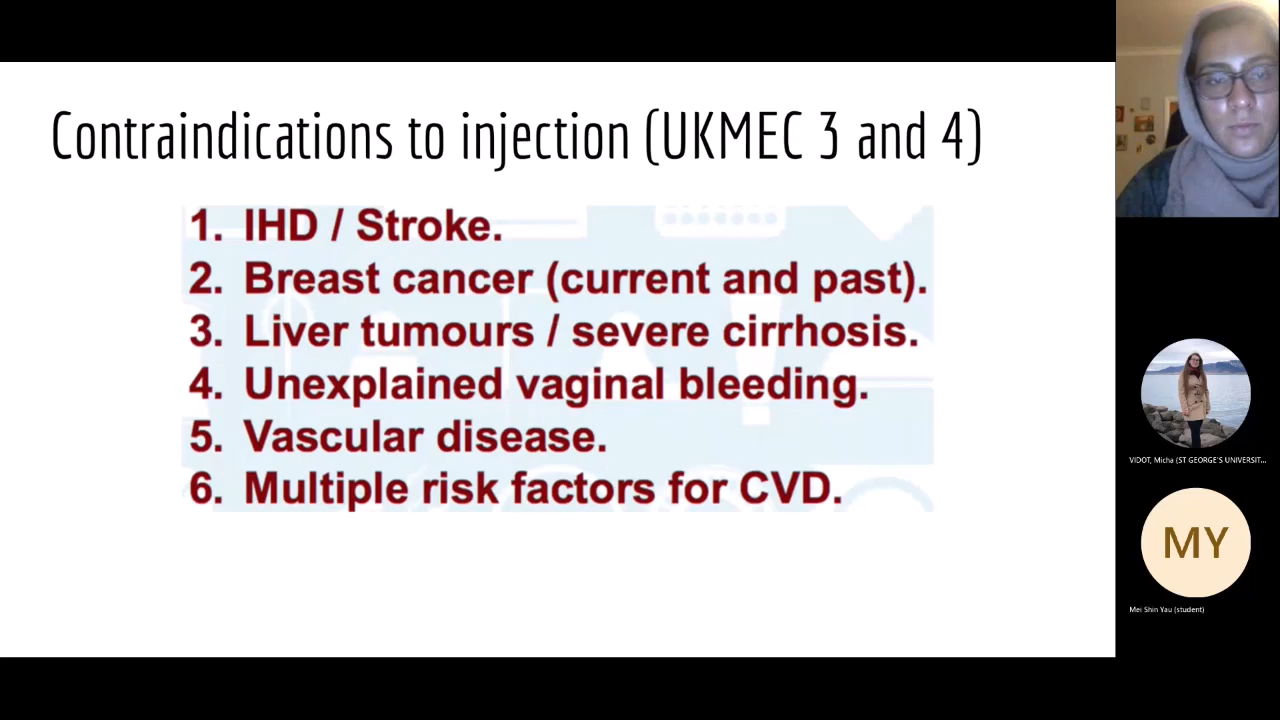 Contraindications to injection (UKMEC 3 and 4)
1. IHD / Stroke.
2. Breast cancer (current and past).
3. Liver tumours / severe cirrhosis.
4. Unexplained vaginal bleeding.
5. Vascular disease.
6. Multiple risk factors for CVD.
VIDOT, Micha (ST GEORGE'S UNIVERSIT...
MY
Mei Shin Yau (student)